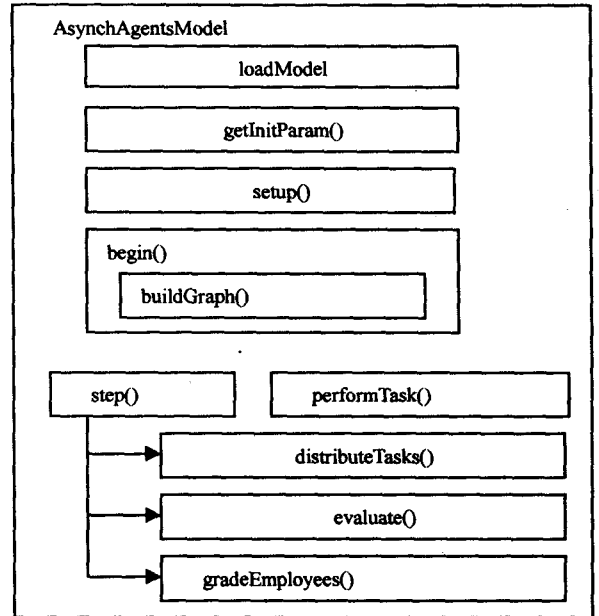 AsynchAgentsModel
loadModel
getInitParam()
setup()
begin()
buildGraph()
step()
performTask()
distributeTasks()
evaluate()
gradeEmployees()